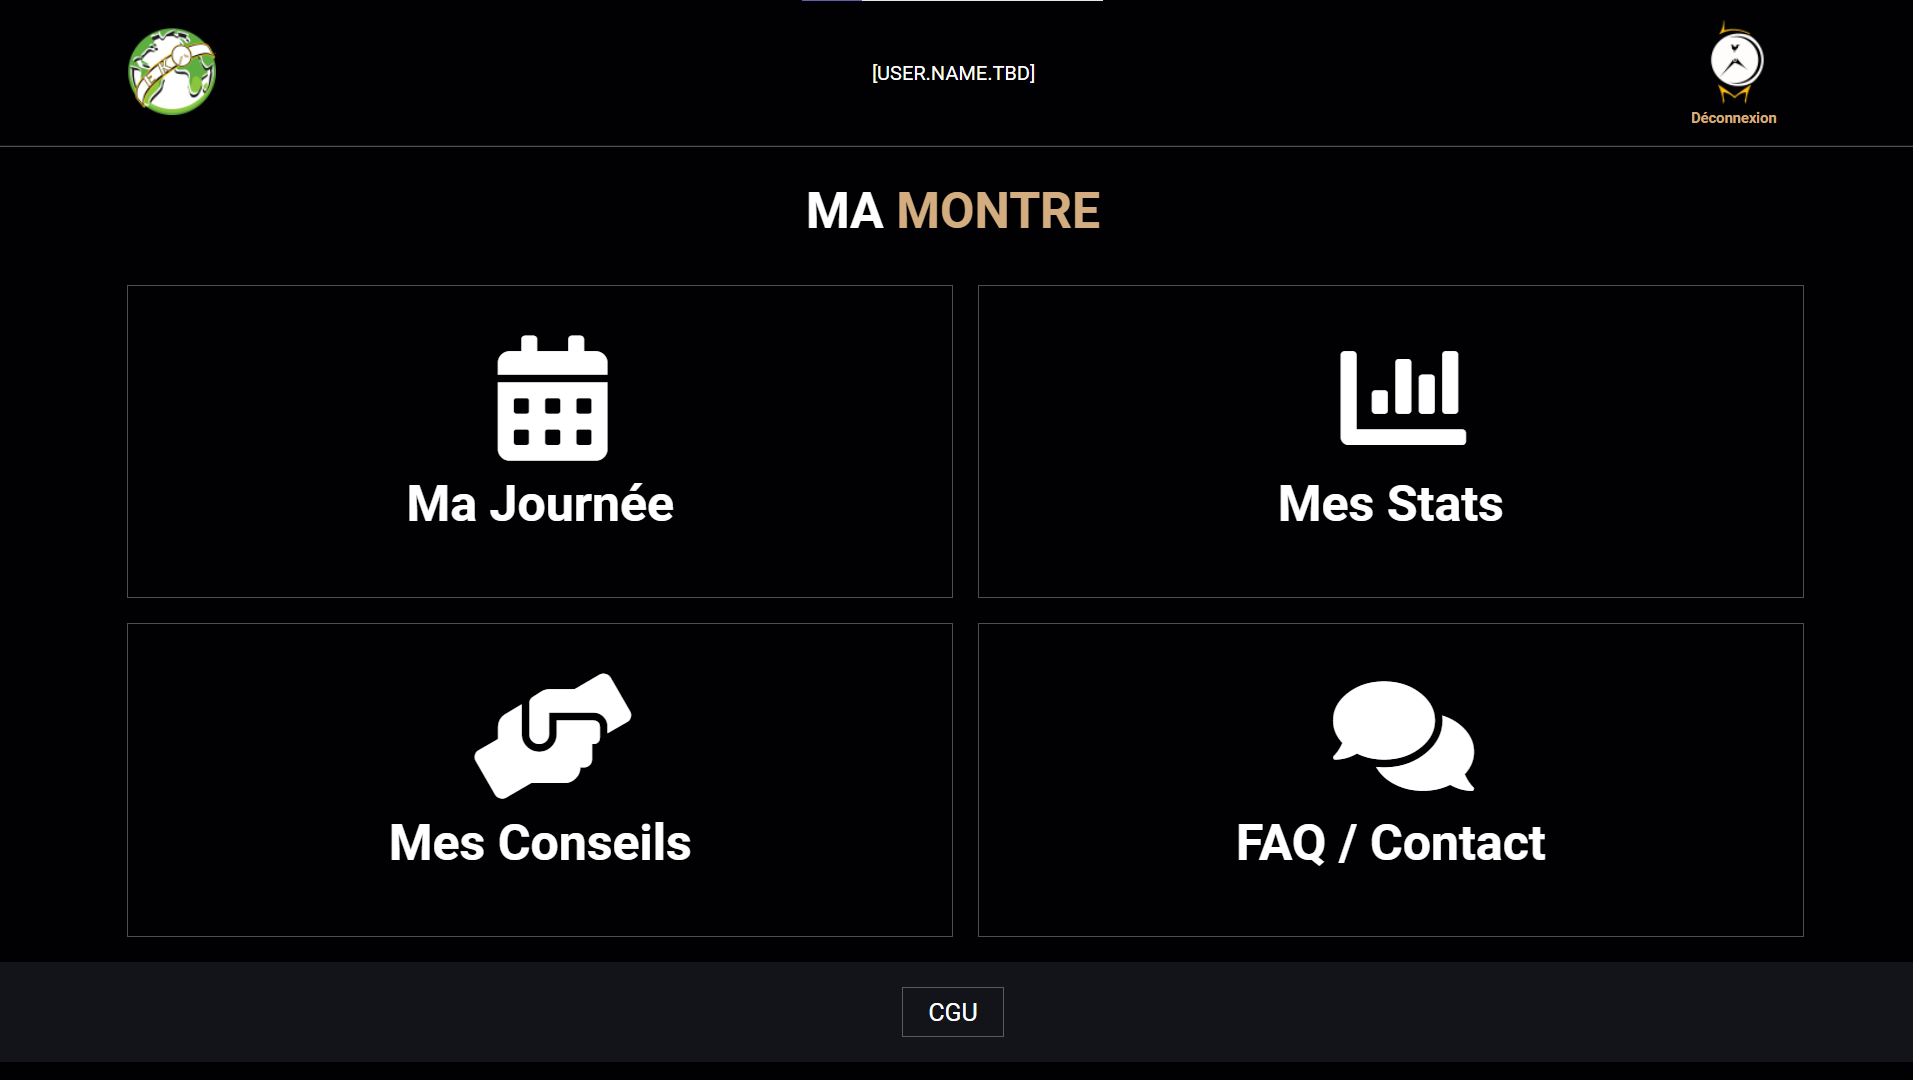 [USER.NAME.TBD]
Déconnexion
MA MONTRE
Ma Journée
Mes Stats
Mes Conseils
FAQ / Contact
CGU